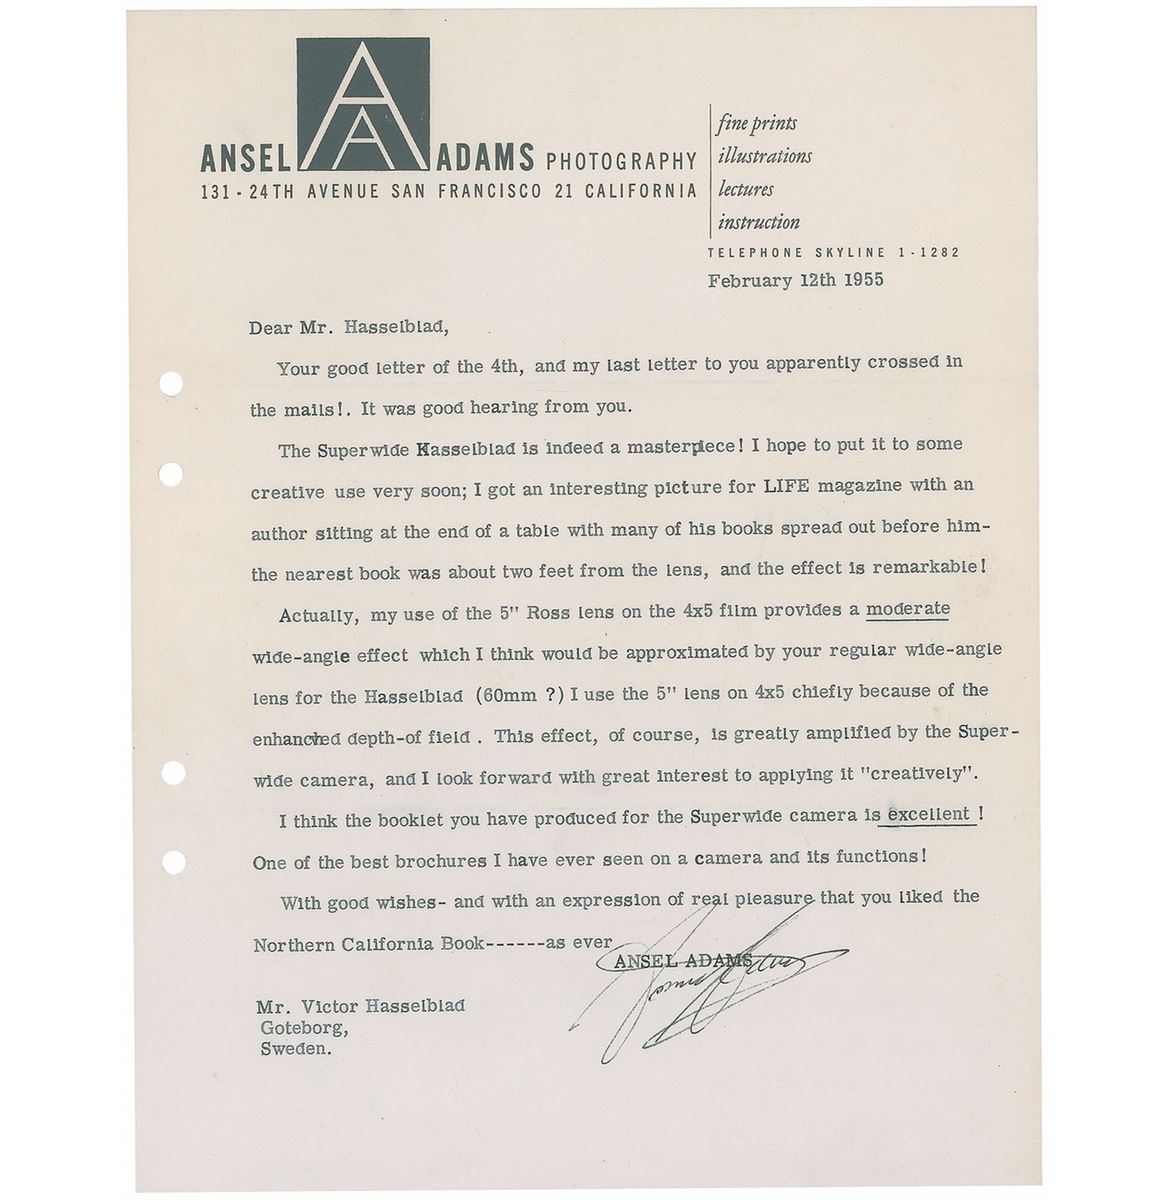 AA
ANSEL ADAMS PHOTOGRAPHY
131 - 24TH AVENUE SAN FRANCISCO 21 CALIFORNIA
fine prints
illustrations
lectures
instruction
TELEPHONE SKYLINE 1-1282
February 12th 1955
Dear Mr. Hasselblad,
Your good letter of the 4th, and my last letter to you apparently crossed in
the mails!. It was good hearing from you.
The Superwide Hasselblad is indeed a masterpiece! I hope to put it to some
creative use very soon; I got an interesting picture for LIFE magazine with an
author sitting at the end of a table with many of his books spread out before him-
the nearest book was about two feet from the lens, and the effect is remarkable!
Actually, my use of the 5" Ross lens on the 4x5 film provides a moderate
wide-angle effect which I think would be approximated by your regular wide-angle
lens for the Hasselblad (60mm ?) I use the 5" lens on 4x5 chiefly because of the
enhanced depth-of field . This effect, of course, is greatly amplified by the Super-
wide camera, and I look forward with great interest to applying it "creatively".
I think the booklet you have produced for the Superwide camera is excellent !
One of the best brochures I have ever seen on a camera and its functions!
With good wishes- and with an expression of real pleasure that you liked the
Northern California Book------as ever
ANSEL ADAMS
Ansel Adams
Mr. Victor Hasselblad
Goteborg,
Sweden.